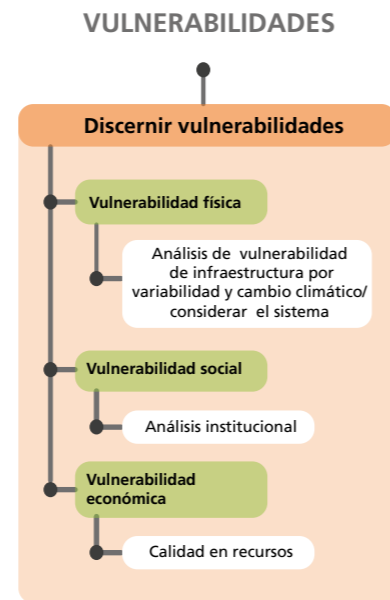 VULNERABILIDADES
Discernir vulnerabilidades
Vulnerabilidad física
Análisis de vulnerabilidad
de infraestructura por
variabilidad y cambio climático/
considerar el sistema
Vulnerabilidad social
Análisis institucional
Vulnerabilidad
económica
Calidad en recursos